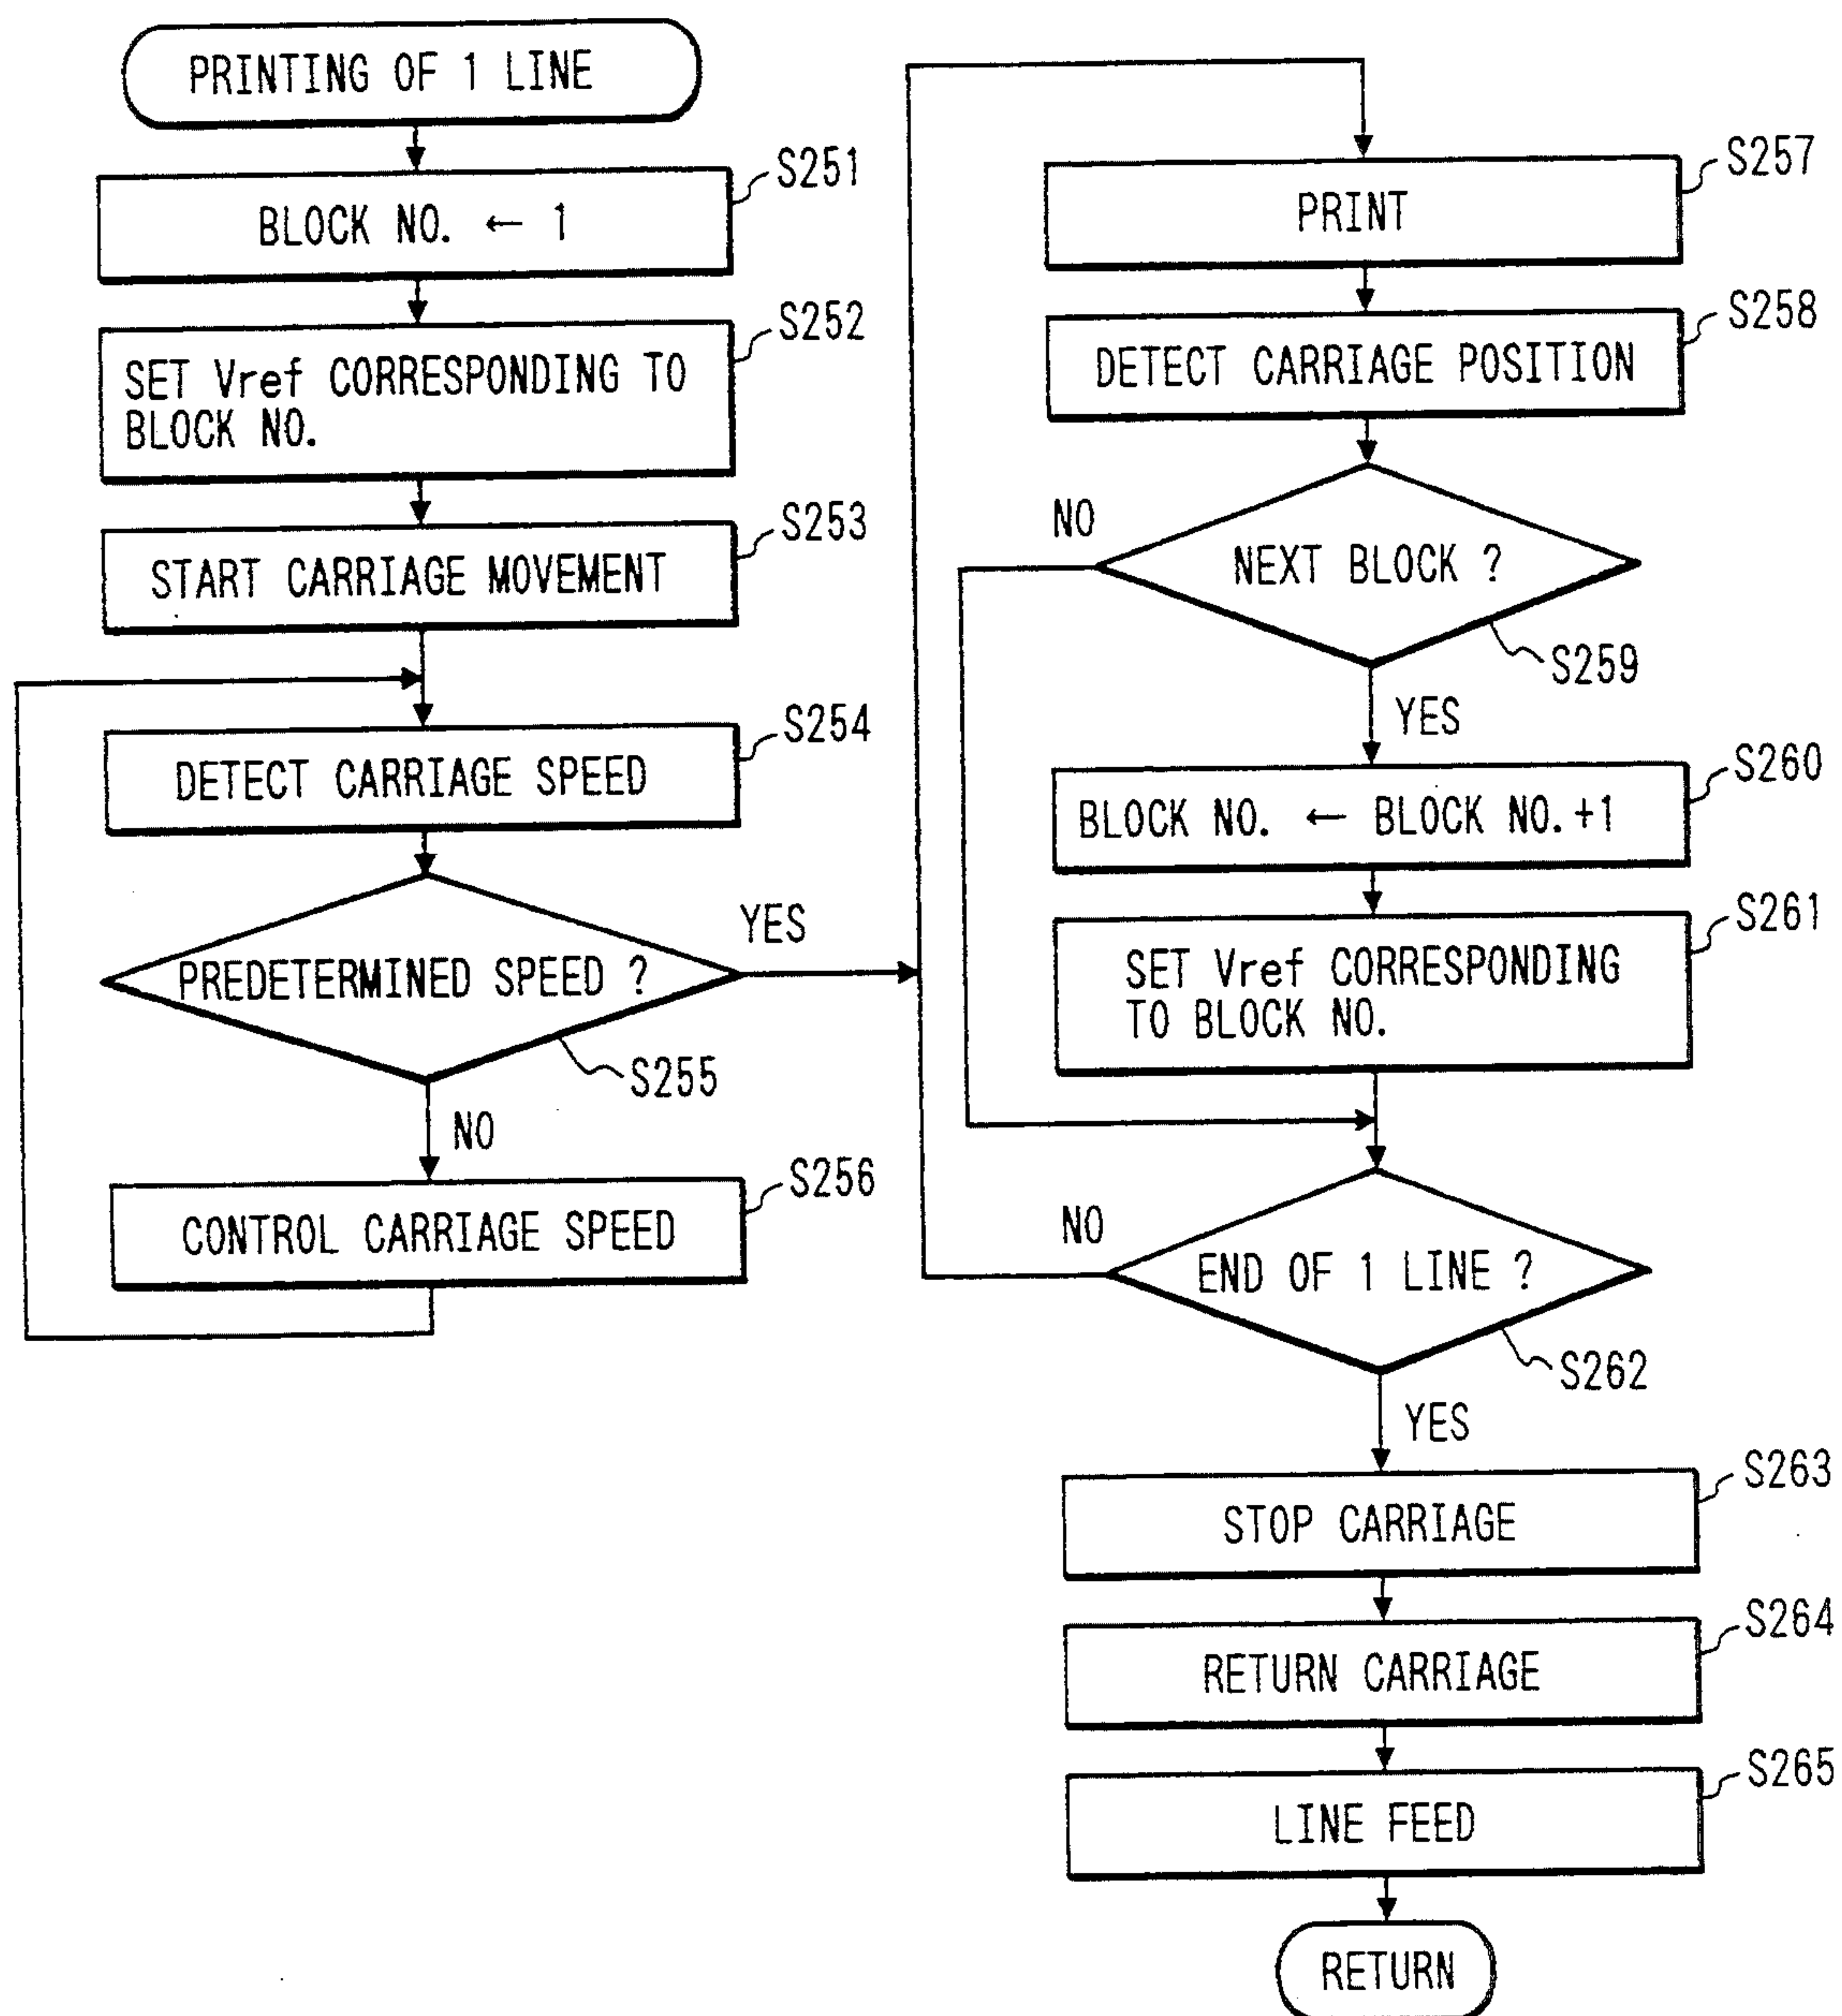 PRINTING OF 1 LINE
S251
BLOCK NO. ← 1
S252
SET Vref CORRESPONDING TO
BLOCK NO.
S253
START CARRIAGE MOVEMENT
S254
DETECT CARRIAGE SPEED
YES
PREDETERMINED SPEED ?
S255
NO
S256
CONTROL CARRIAGE SPEED
S257
PRINT
S258
DETECT CARRIAGE POSITION
NO
NEXT BLOCK ?
S259
YES
S260
BLOCK NO. ← BLOCK NO.+1
S261
SET Vref CORRESPONDING
TO BLOCK NO.
NO
END OF 1 LINE ?
S262
YES
S263
STOP CARRIAGE
S264
RETURN CARRIAGE
S265
LINE FEED
RETURN